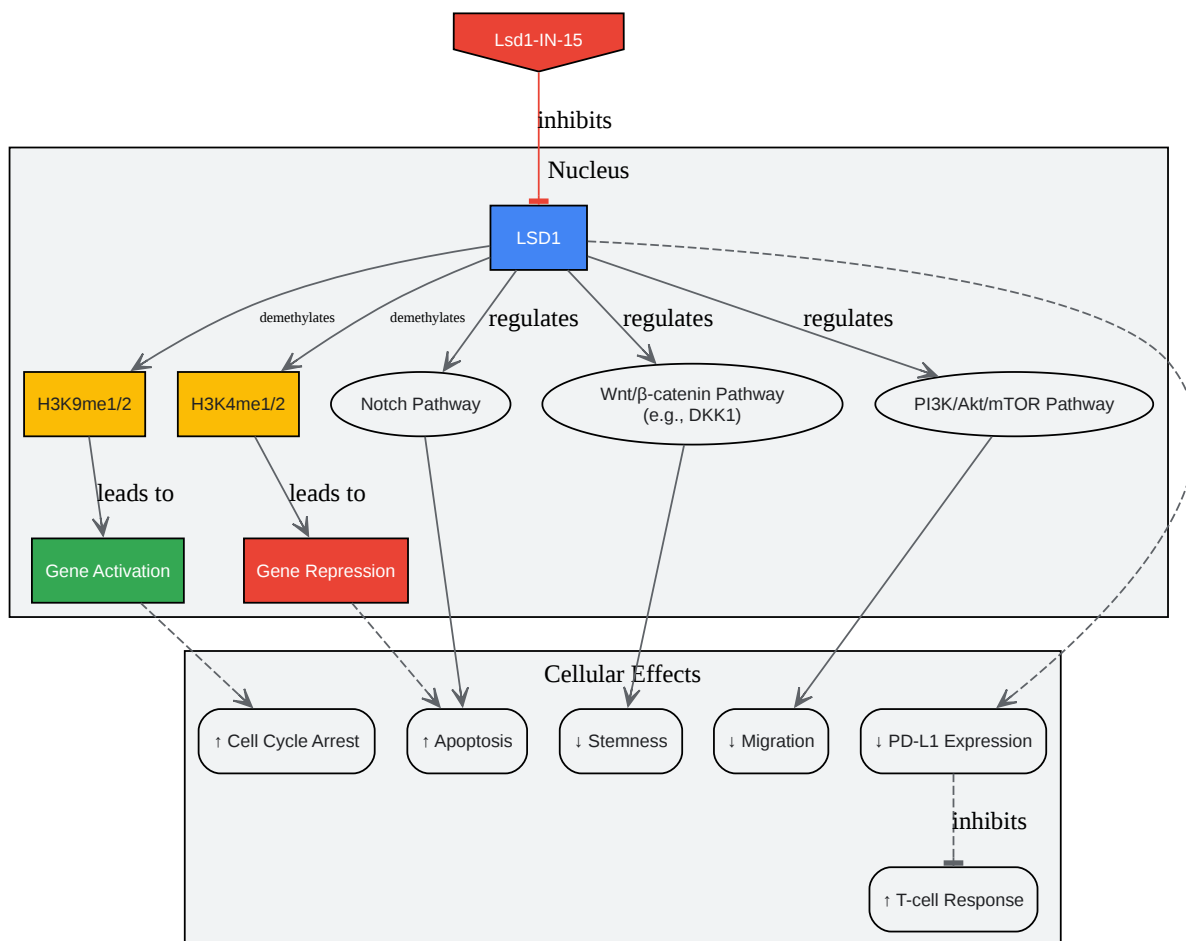 Lsd1-IN-15
inhibits
Nucleus
LSD1
demethylates
demethylates
regulates
regulates
regulates
H3K9me1/2
H3K4me1/2
Notch Pathway
Wnt/β-catenin Pathway
(e.g., DKK1)
PI3K/Akt/mTOR Pathway
leads to
leads to
Gene Activation
Gene Repression
Cellular Effects
↑ Cell Cycle Arrest
↑ Apoptosis
↓ Stemness
↓ Migration
↓ PD-L1 Expression
inhibits
↑ T-cell Response